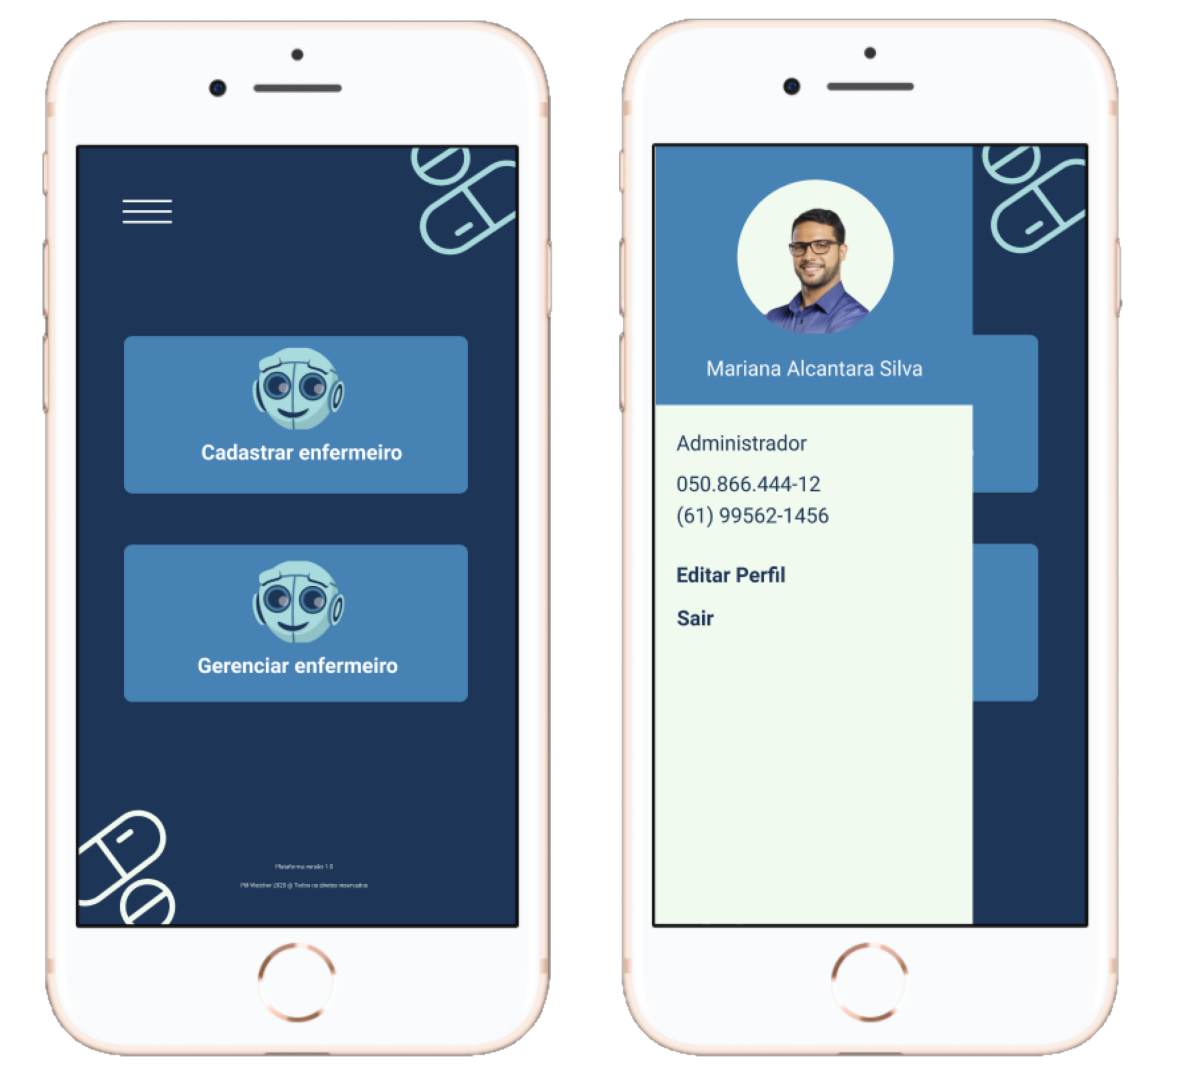 Cadastrar enfermeiro
Gerenciar enfermeiro
Plataforma versão 1.0
Pill Watcher 2020 @ Todos os direitos reservados
Mariana Alcantara Silva
Administrador
050.866.444-12
(61) 99562-1456
Editar Perfil
Sair